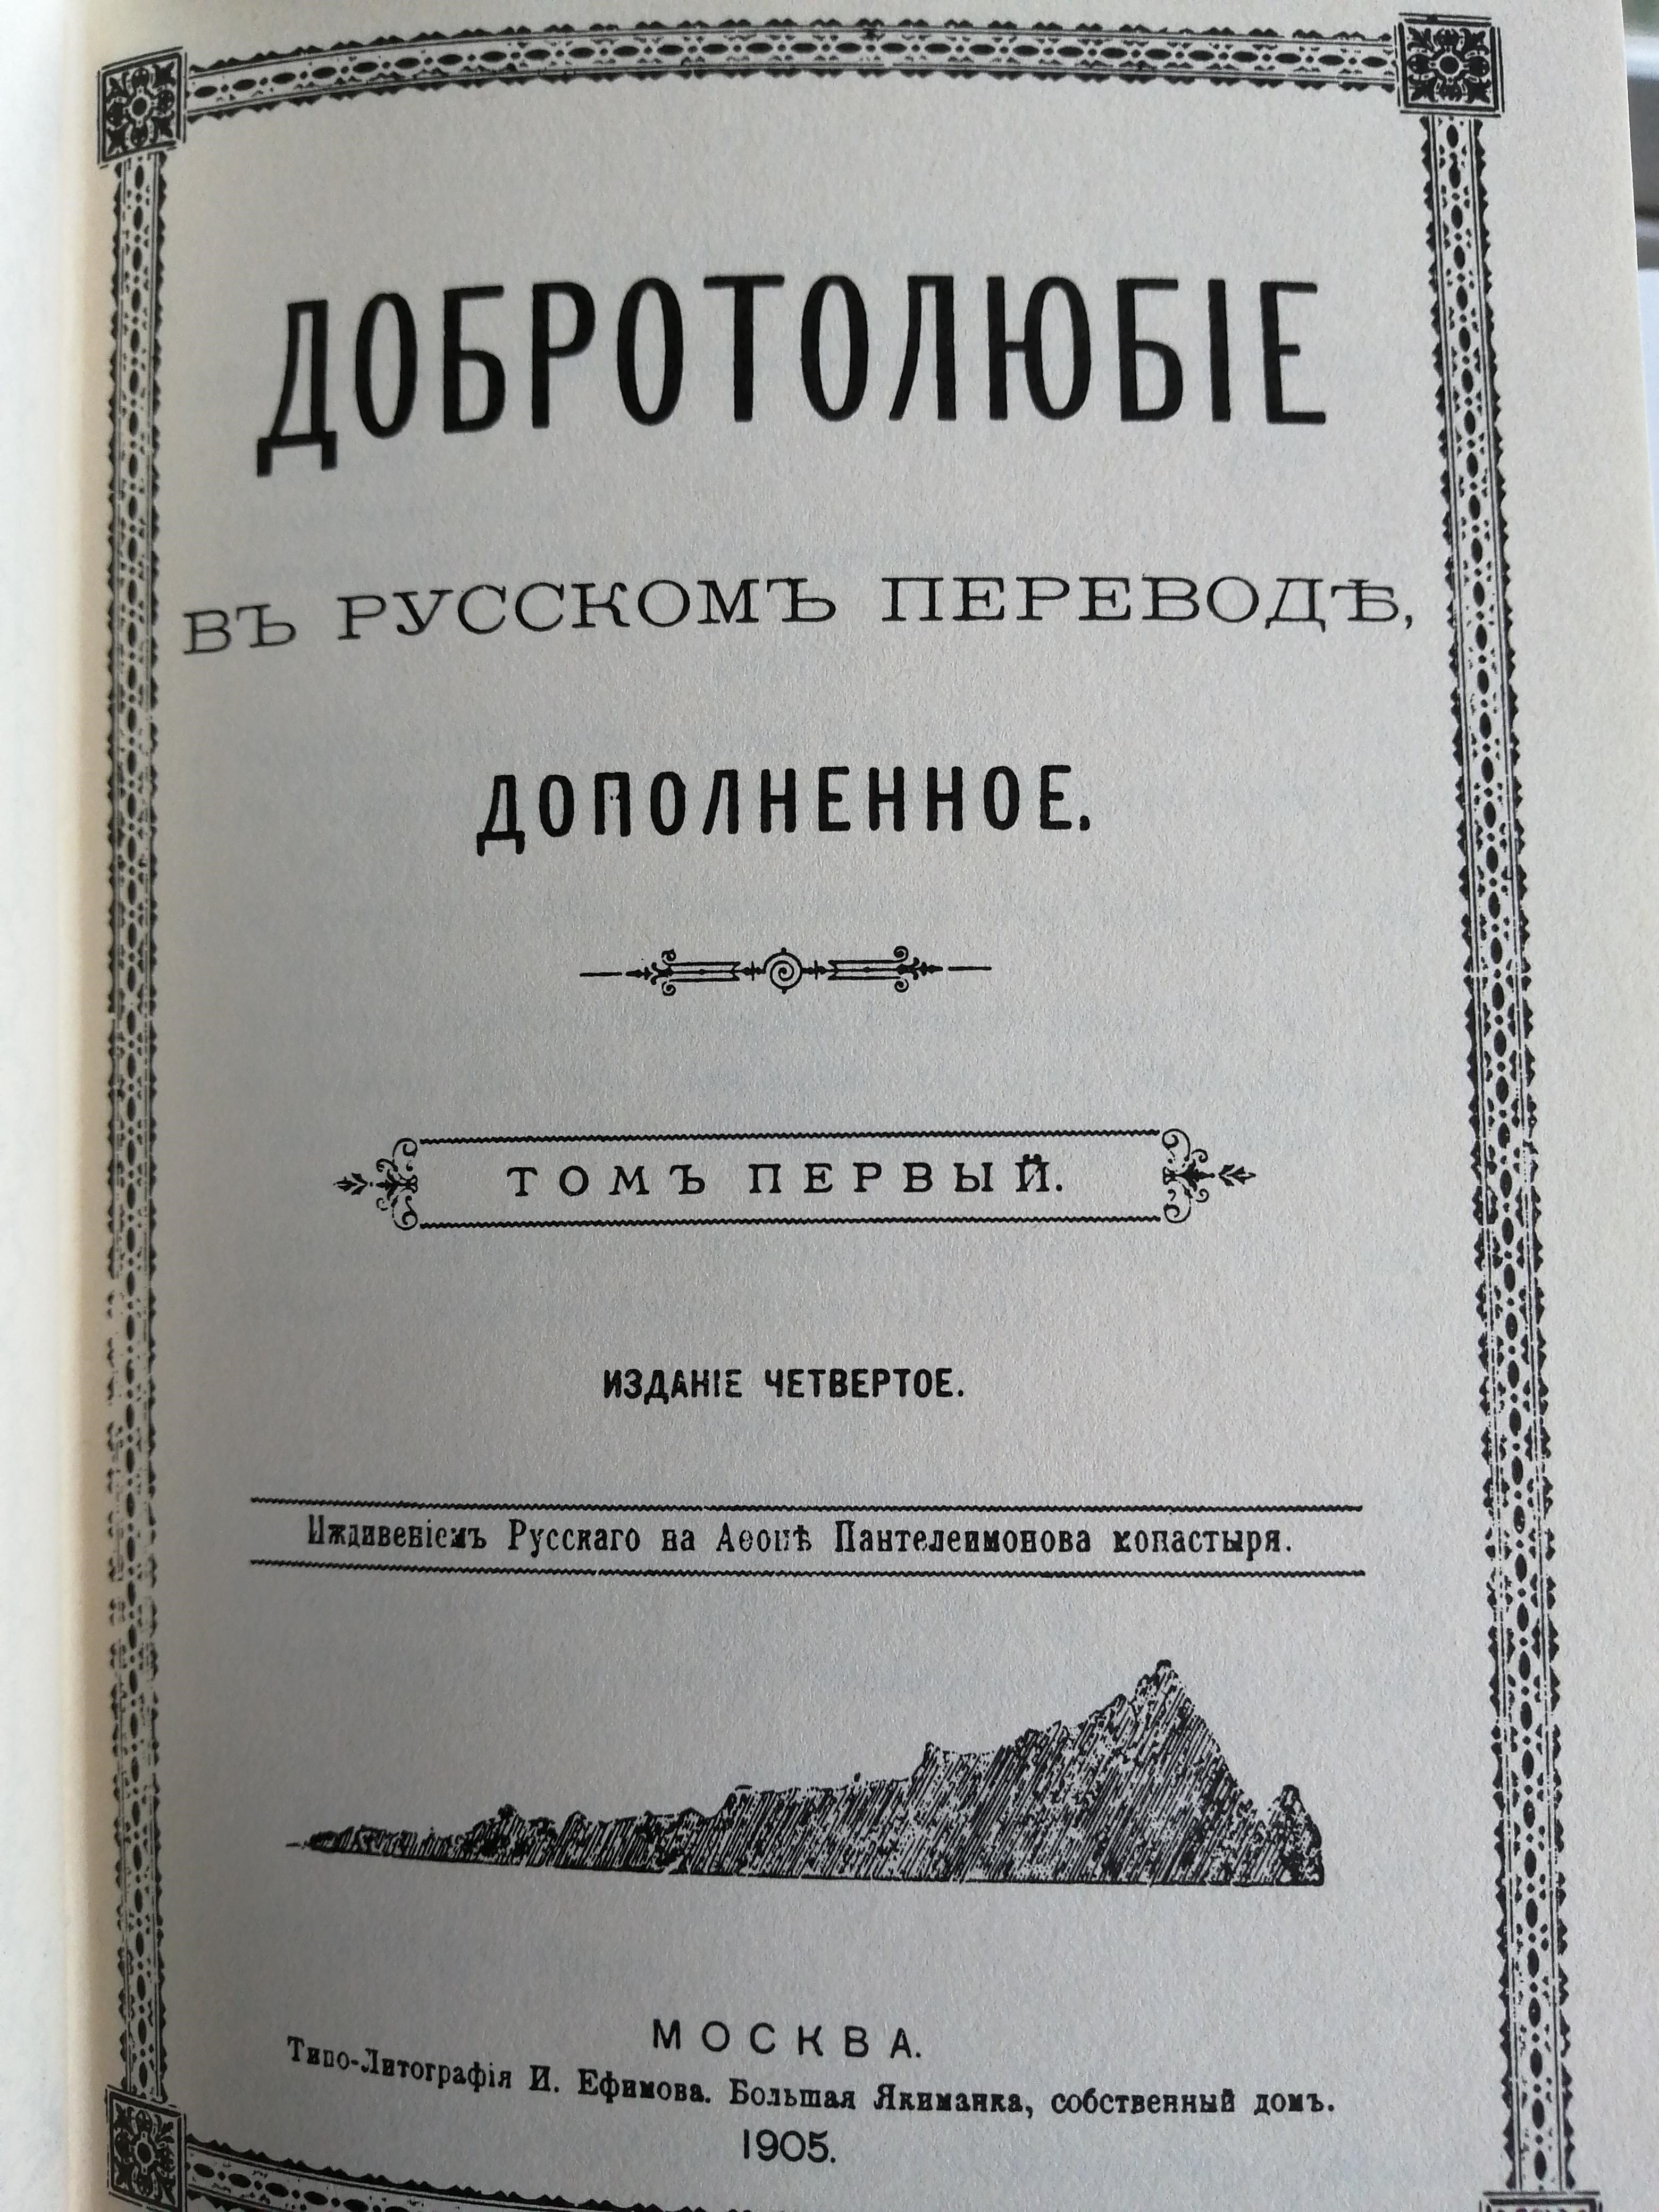 ДОБРОТОЛЮБІЕ
ВЪ РУССКОМЪ ПЕРЕВОДѢ,
ДОПОЛНЕННОЕ.
ТОМЪ ПЕРВЫЙ.
ИЗДАНІЕ ЧЕТВЕРТОЕ.
Иждивеніемъ Русскаго на Аѳонѣ Пантелеимонова монастыря.
МОСКВА.
Типо-Литографія И. Ефимова. Большая Якиманка, собственный домъ.
1905.